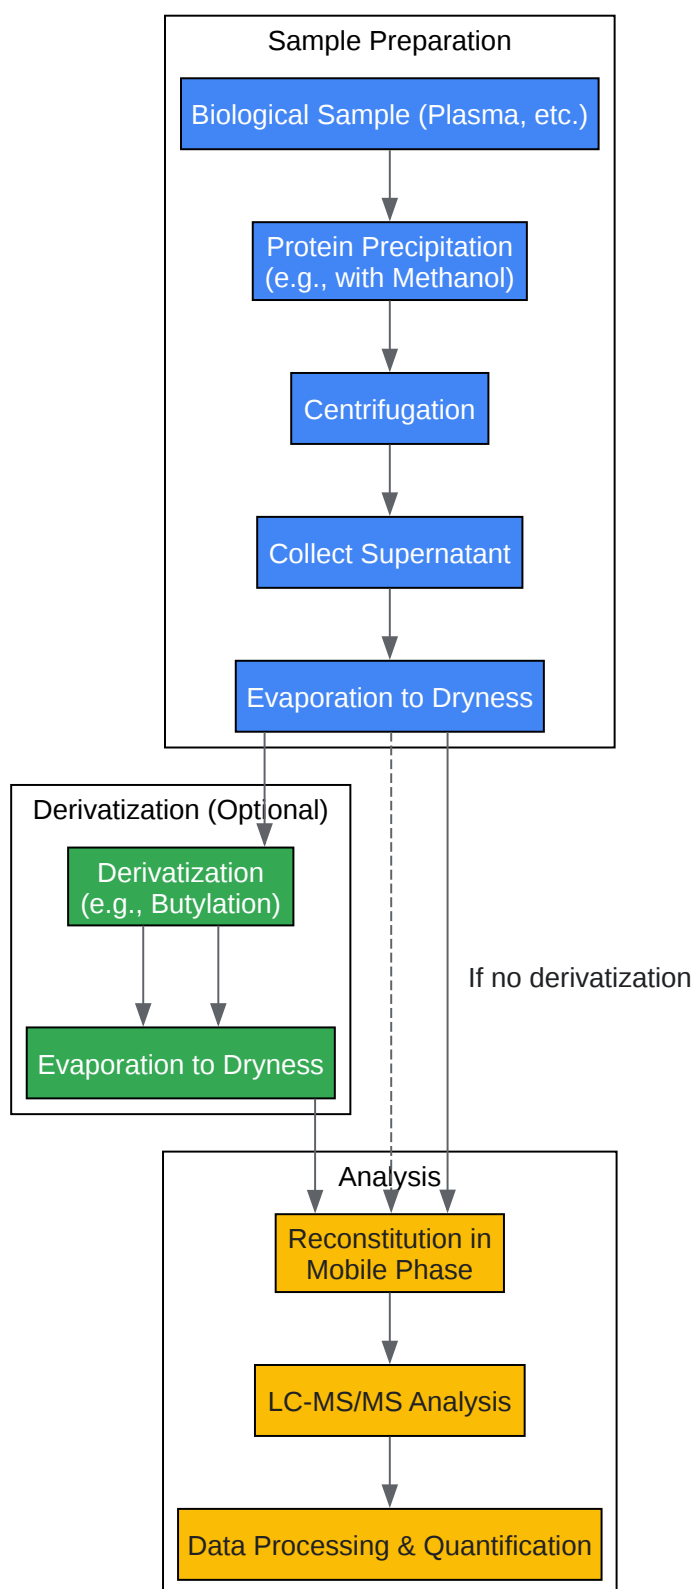 Sample Preparation
Biological Sample (Plasma, etc.)
Protein Precipitation
(e.g., with Methanol)
Centrifugation
Collect Supernatant
Evaporation to Dryness
Derivatization (Optional)
Derivatization
(e.g., Butylation)
If no derivatization
Evaporation to Dryness
Analysis
Reconstitution in
Mobile Phase
LC-MS/MS Analysis
Data Processing & Quantification